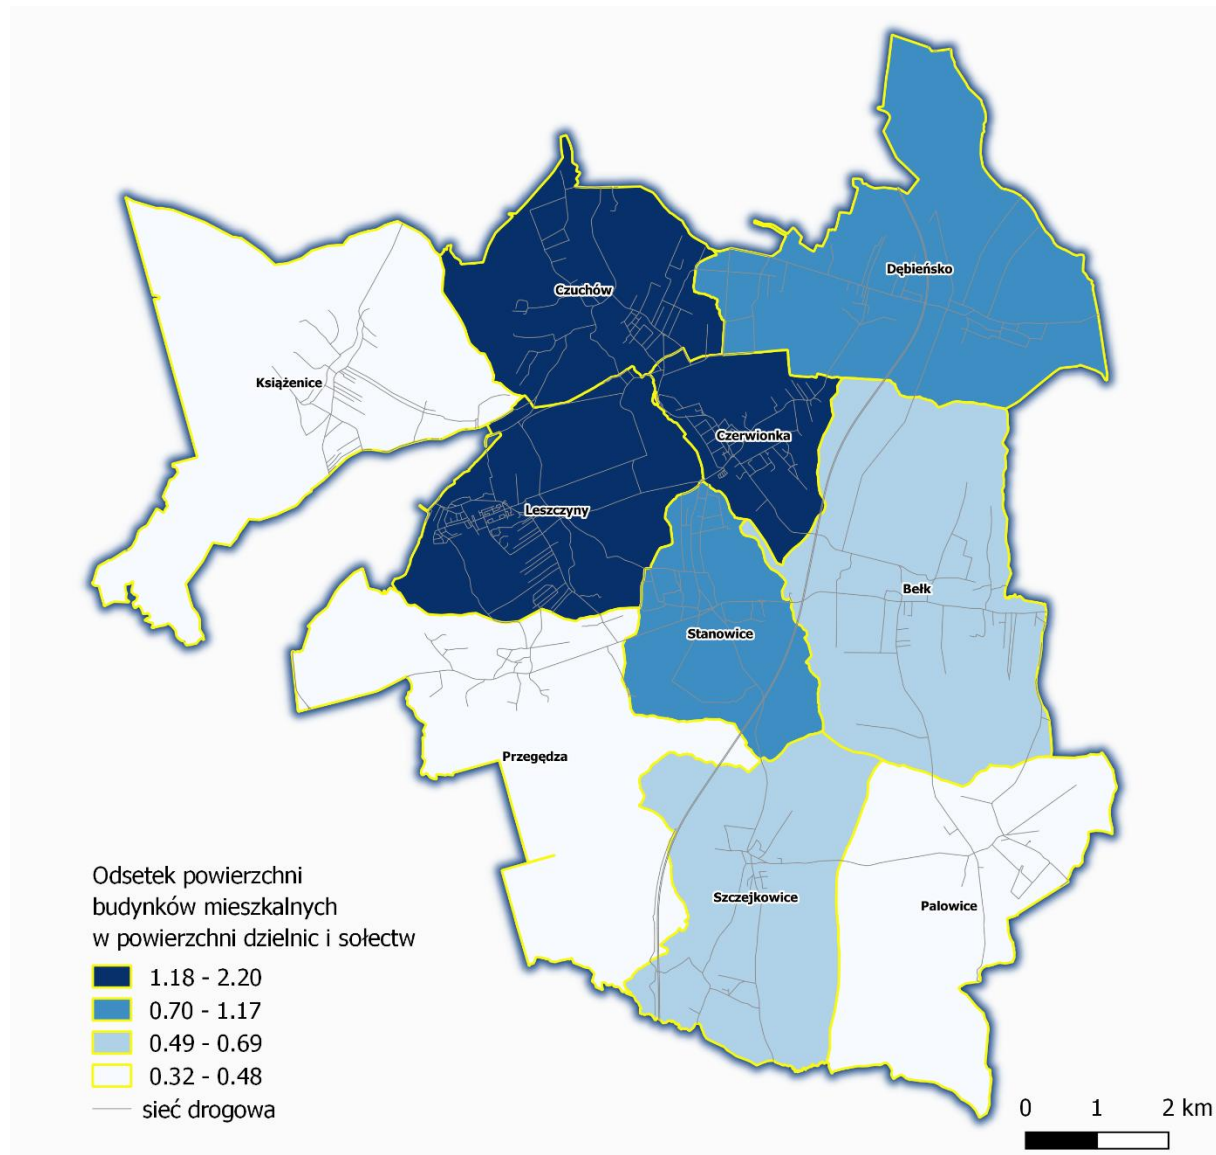 Dębieńsko
Czuchów
Książenice
Czerwionka
Leszczyny
Bełk
Stanowice
Przegędza
Szczejkowice
Palowice
Odsetek powierzchni
budynków mieszkalnych
w powierzchni dzielnic i sołectw
1.18 - 2.20
0.70 - 1.17
0.49 - 0.69
0.32 - 0.48
sieć drogowa
0 1 2 km